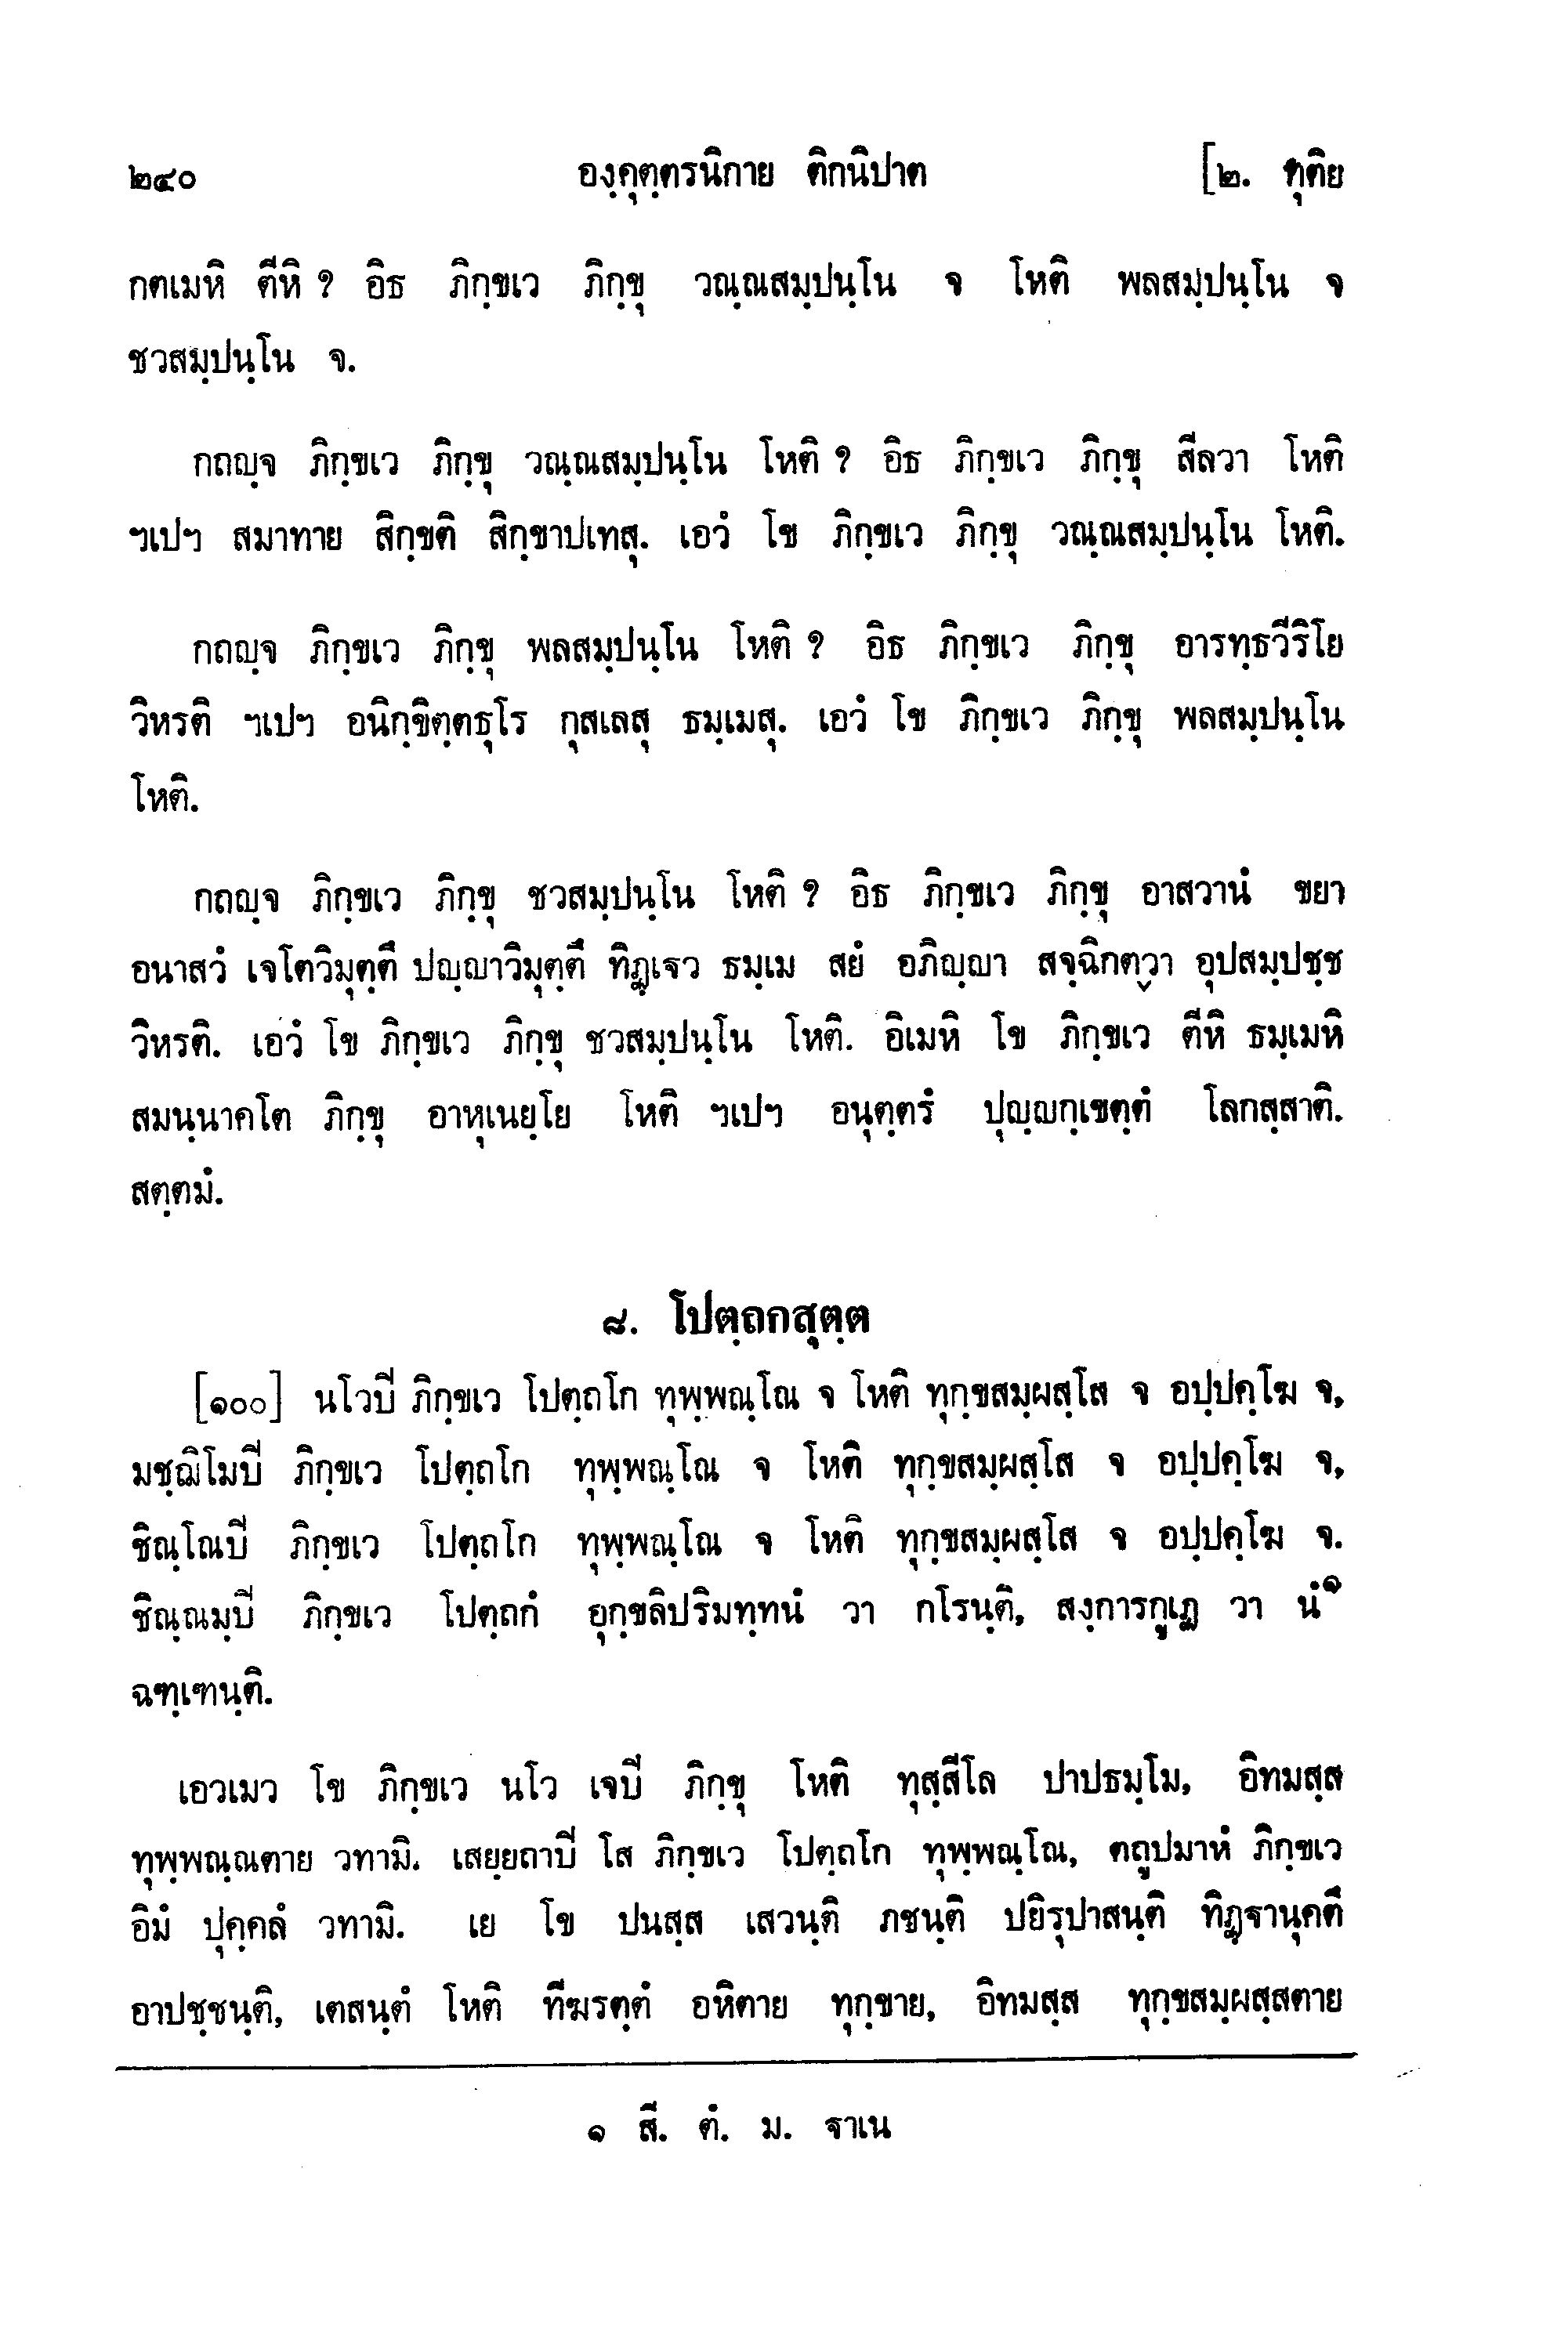 ๒๔๐ องฺคุตฺตรนิกาย ติกนิปาต [๒. ทุติย
กตเมหิ ตีหิ ? อิธ ภิกฺขเว ภิกฺขุ วณฺณสมฺปนฺโน จ โหติ พลสมฺปนฺโน จ
ชวสมฺปนฺโน จ.
กถญฺจ ภิกฺขเว ภิกฺขุ วณฺณสมฺปนฺโน โหติ ? อิธ ภิกฺขเว ภิกฺขุ สีลวา โหติ
ฯเปฯ สมาทาย สิกฺขติ สิกฺขาปเทสุ. เอวํ โข ภิกฺขเว ภิกฺขุ วณฺณสมฺปนฺโน โหติ.
กถญฺจ ภิกฺขเว ภิกฺขุ พลสมฺปนฺโน โหติ ? อิธ ภิกฺขเว ภิกฺขุ อารทฺธวีริโย
วิหรติ ฯเปฯ อนิกฺขิตฺตธุโร กุสเลสุ ธมฺเมสุ. เอวํ โข ภิกฺขเว ภิกฺขุ พลสมฺปนฺโน
โหติ.
กถญฺจ ภิกฺขเว ภิกฺขุ ชวสมฺปนฺโน โหติ ? อิธ ภิกฺขเว ภิกฺขุ อาสวานํ ขยา
อนาสวํ เจโตวิมุตฺตึ ปญฺญาวิมุตฺตึ ทิฏฺเฐว ธมฺเม สยํ อภิญฺญา สจฺฉิกตฺวา อุปสมฺปชฺช
วิหรติ. เอวํ โข ภิกฺขเว ภิกฺขุ ชวสมฺปนฺโน โหติ. อิเมหิ โข ภิกฺขเว ตีหิ ธมฺเมหิ
สมนฺนาคโต ภิกฺขุ อาหุเนยฺโย โหติ ฯเปฯ อนุตฺตรํ ปุญฺญกฺเขตฺตํ โลกสฺสาติ.
สตฺตมํ.
๘. โปตฺถกสุตฺต
[๑๐๐] นโวปิ ภิกฺขเว โปตฺถโก ทุพฺพณฺโณ จ โหติ ทุกฺขสมฺผสฺโส จ อปฺปคฺโฆ จ,
มชฺฌิโมปิ ภิกฺขเว โปตฺถโก ทุพฺพณฺโณ จ โหติ ทุกฺขสมฺผสฺโส จ อปฺปคฺโฆ จ,
ชิณฺโณปิ ภิกฺขเว โปตฺถโก ทุพฺพณฺโณ จ โหติ ทุกฺขสมฺผสฺโส จ อปฺปคฺโฆ จ.
ชิณฺณมฺปิ ภิกฺขเว โปตฺถกํ อุกฺขลิปริมทฺทนํ วา กโรนฺติ, สงฺการกูเฏ วา นํ๑
ฉฑฺเฑนฺติ.
เอวเมว โข ภิกฺขเว นโว เจปิ ภิกฺขุ โหติ ทุสฺสีโล ปาปธมฺโม, อิทมสฺส
ทุพฺพณฺณตาย วทามิ. เสยฺยถาปิ โส ภิกฺขเว โปตฺถโก ทุพฺพณฺโณ, ตถูปมาหํ ภิกฺขเว
อิมํ ปุคฺคลํ วทามิ. เย โข ปนสฺส เสวนฺติ ภชนฺติ ปยิรุปาสนฺติ ทิฏฺฐานุคตึ
อาปชฺชนฺติ, เตสนฺตํ โหติ ทีฆรตฺตํ อหิตาย ทุกฺขาย, อิทมสฺส ทุกฺขสมฺผสฺสตาย
๑ สี. ตํ. ม. ฐาเน